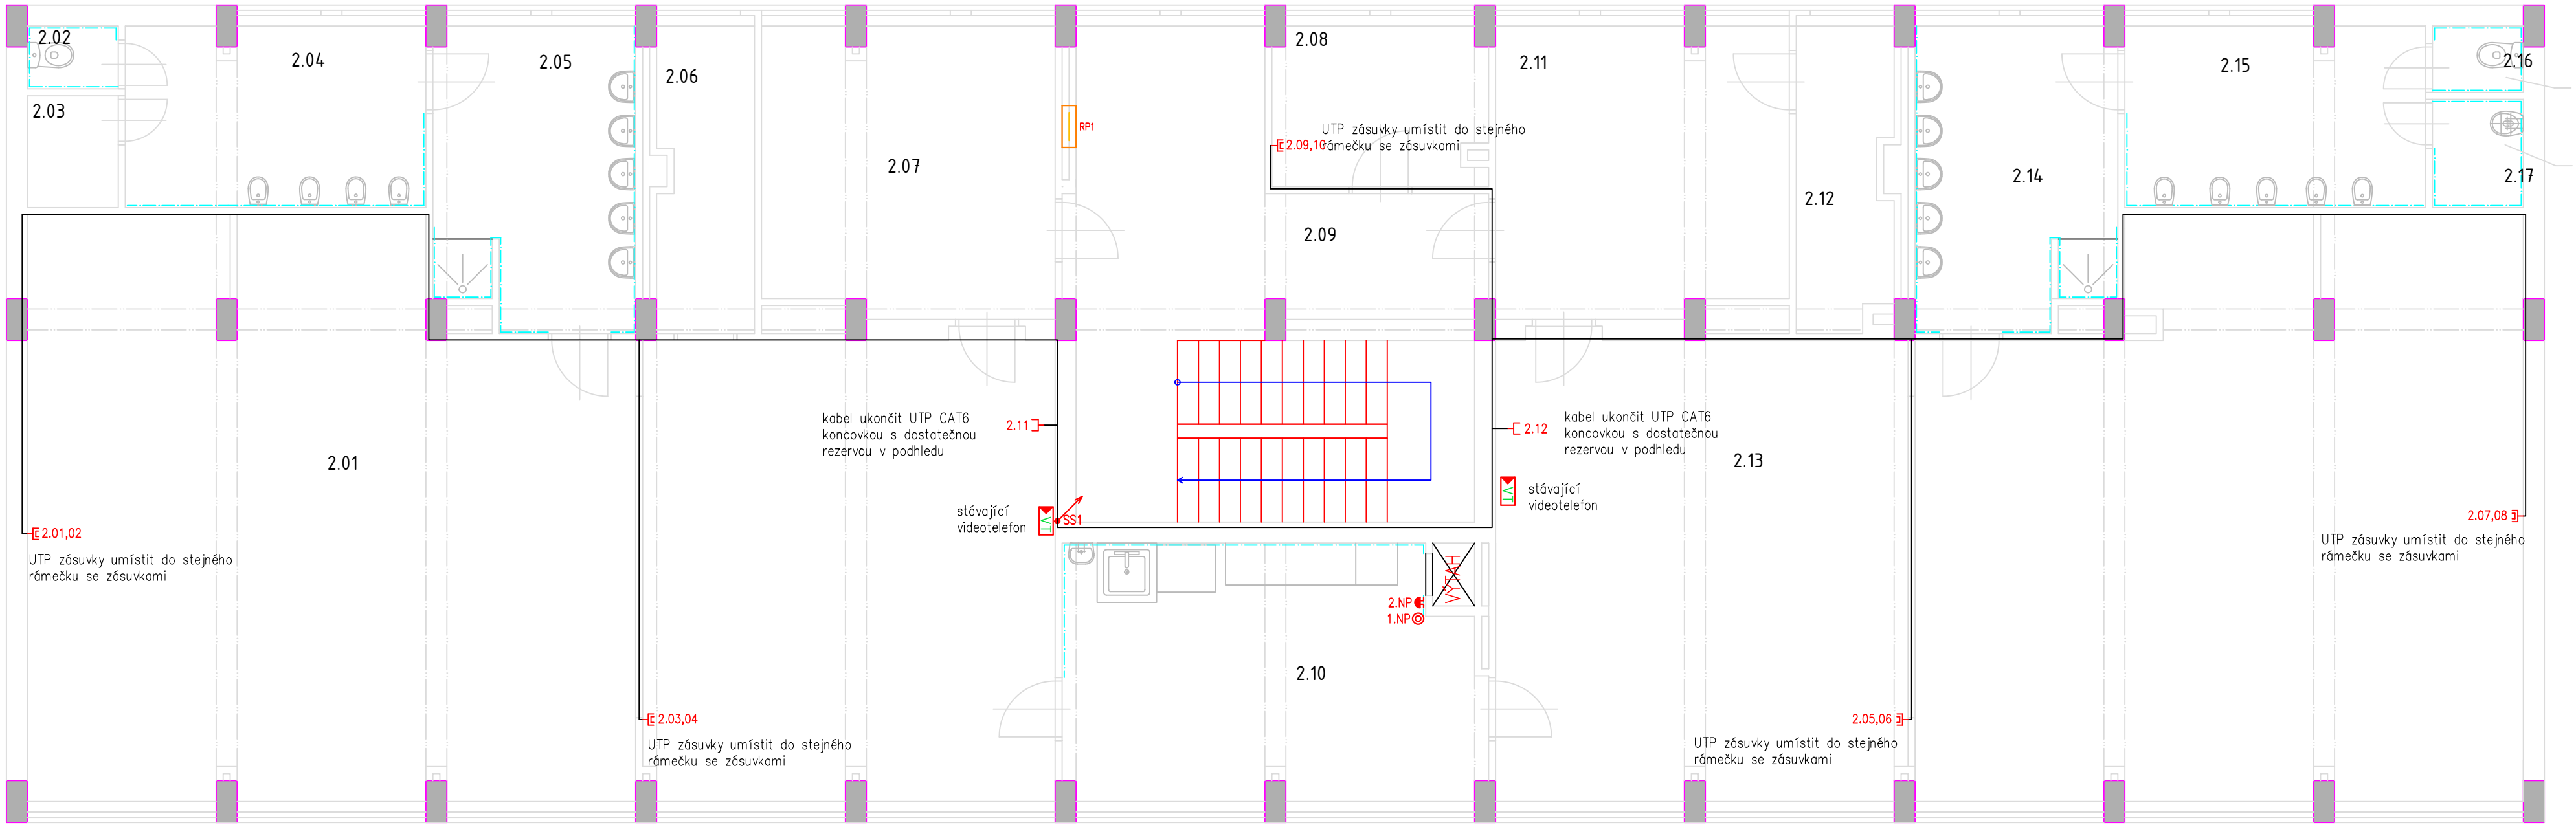 2.02
2.03
2.04
2.05
2.06
2.07
2.08
2.11
2.15
2.16
2.17
RP1
UTP zásuvky umístit do stejného
rámečku se zásuvkami
2.09,10
2.14
2.12
2.09
kabel ukončit UTP CAT6
koncovkou s dostatečnou
rezervou v podhledu
2.11
2.12
kabel ukončit UTP CAT6
koncovkou s dostatečnou
rezervou v podhledu
2.01
2.13
stávající
videotelefon
VT
SS1
VT
stávající
videotelefon
2.01,02
UTP zásuvky umístit do stejného
rámečku se zásuvkami
2.07,08
UTP zásuvky umístit do stejného
rámečku se zásuvkami
VÝTAH
2.NP
1.NP
2.10
2.03,04
UTP zásuvky umístit do stejného
rámečku se zásuvkami
2.05,06
UTP zásuvky umístit do stejného
rámečku se zásuvkami